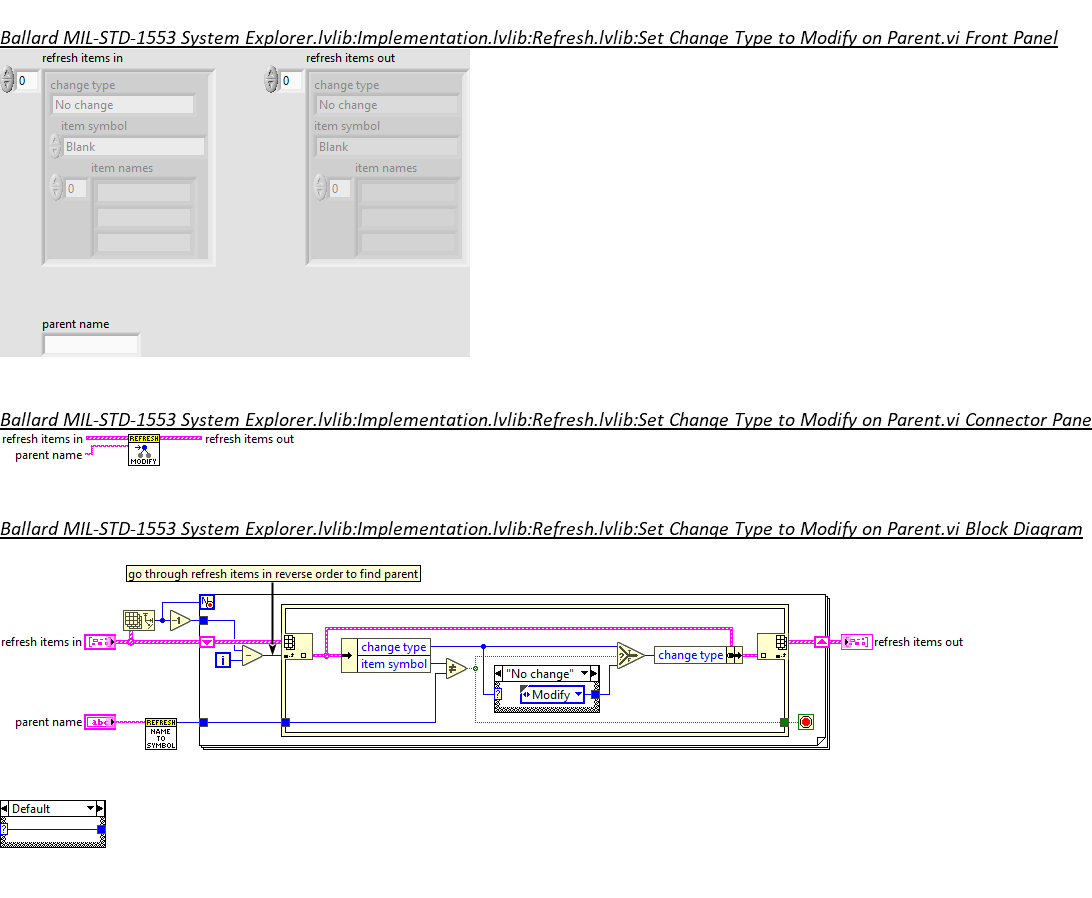 Ballard MIL-STD-1553 System Explorer.lvlib:Implementation.lvlib:Refresh.lvlib:Set Change Type to Modify on Parent.vi Front Panel
refresh items in
refresh items out
0
0
change type
change type
No change
No change
item symbol
item symbol
Blank
Blank
item names
item names
0
0
parent name
Ballard MIL-STD-1553 System Explorer.lvlib:Implementation.lvlib:Refresh.lvlib:Set Change Type to Modify on Parent.vi Connector Pane
refresh items in
REFRESH
refresh items out
parent name
MODIFY
Ballard MIL-STD-1553 System Explorer.lvlib:Implementation.lvlib:Refresh.lvlib:Set Change Type to Modify on Parent.vi Block Diagram
go through refresh items in reverse order to find parent
N
-1
refresh items in
change type
refresh items out
i
item symbol
change type
"No change"
Modify
parent name
abc
REFRESH
NAME
TO
SYMBOL
Default